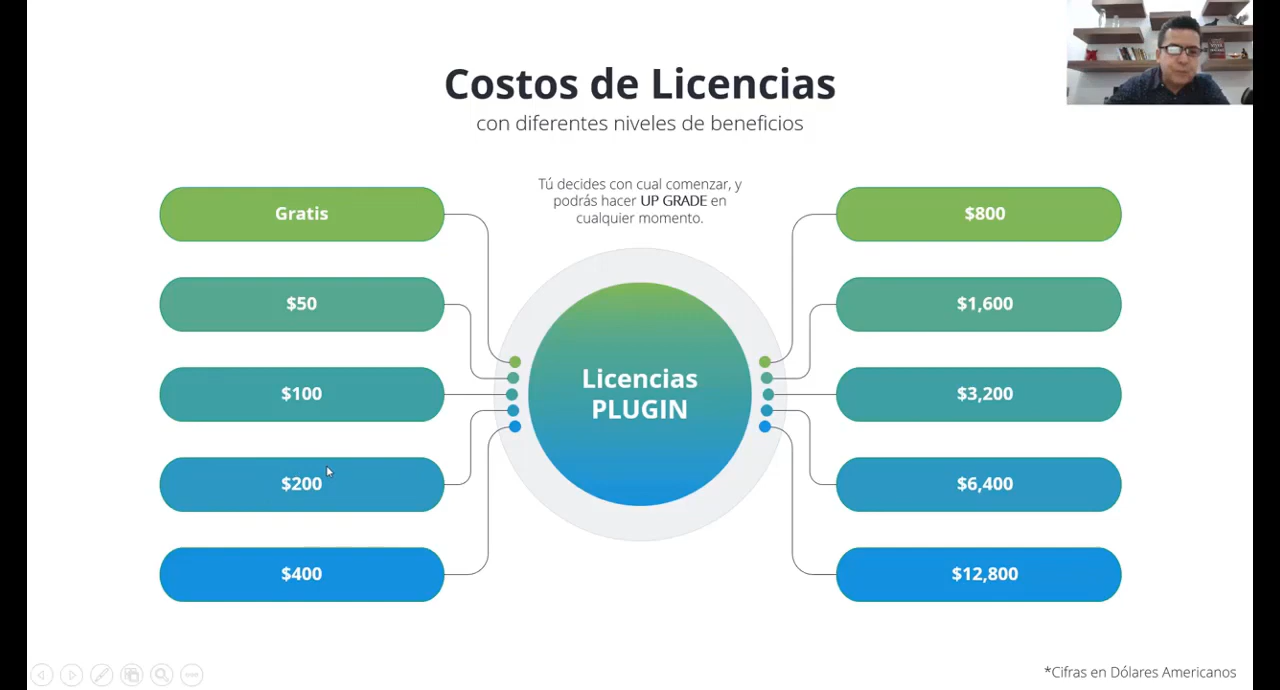 Costos de Licencias
con diferentes niveles de beneficios
Tú decides con cual comenzar, y
podrás hacer UP GRADE en
cualquier momento.
Gratis
$50
$100
$200
$400
Licencias
PLUGIN
$800
$1,600
$3,200
$6,400
$12,800
*Cifras en Dólares Americanos